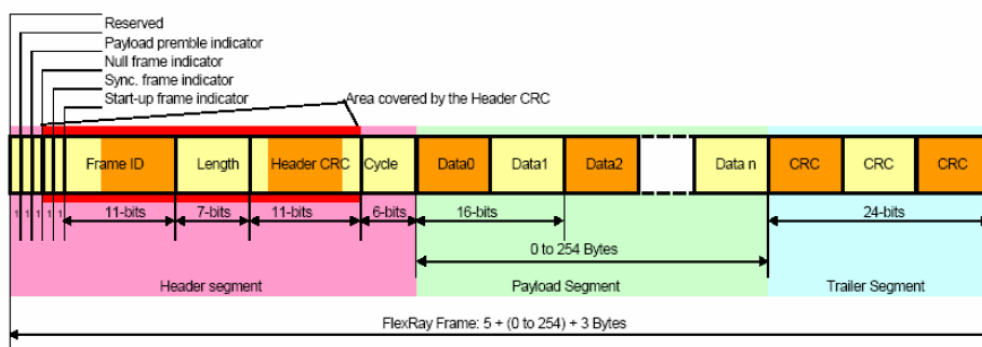 Reserved
Payload premble indicator
Null frame indicator
Sync. frame indicator
Start-up frame indicator
Area covered by the Header CRC
Frame ID Length Header CRC Cycle Data0 Data1 Data2 Data n CRC CRC CRC
1 1 1 1 1 11-bits 7-bits 11-bits 6-bits 16-bits 24-bits
0 to 254 Bytes
Header segment Payload Segment Trailer Segment
FlexRay Frame: 5 + (0 to 254) + 3 Bytes